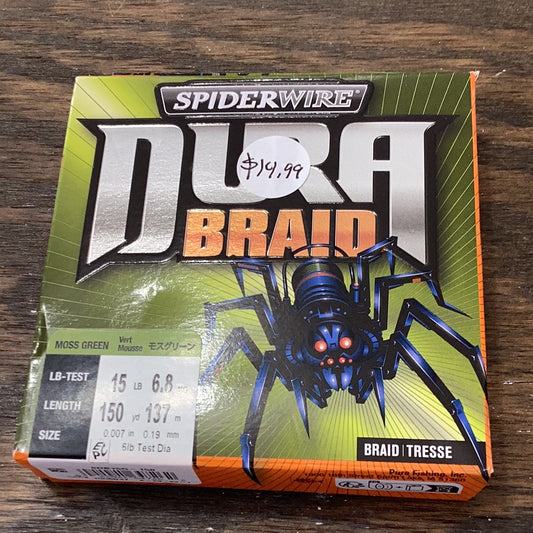 SPIDERWIRE®
DURA
$14.99
BRAID
MOSS GREEN Vert Mousse モスグリーン
LB-TEST 15 LB 6.8
LENGTH 150 yd 137 m
SIZE 0.007 in 0.19 mm
6lb Test Dia
BRAID | TRESSE
Pure Fishing, Inc.